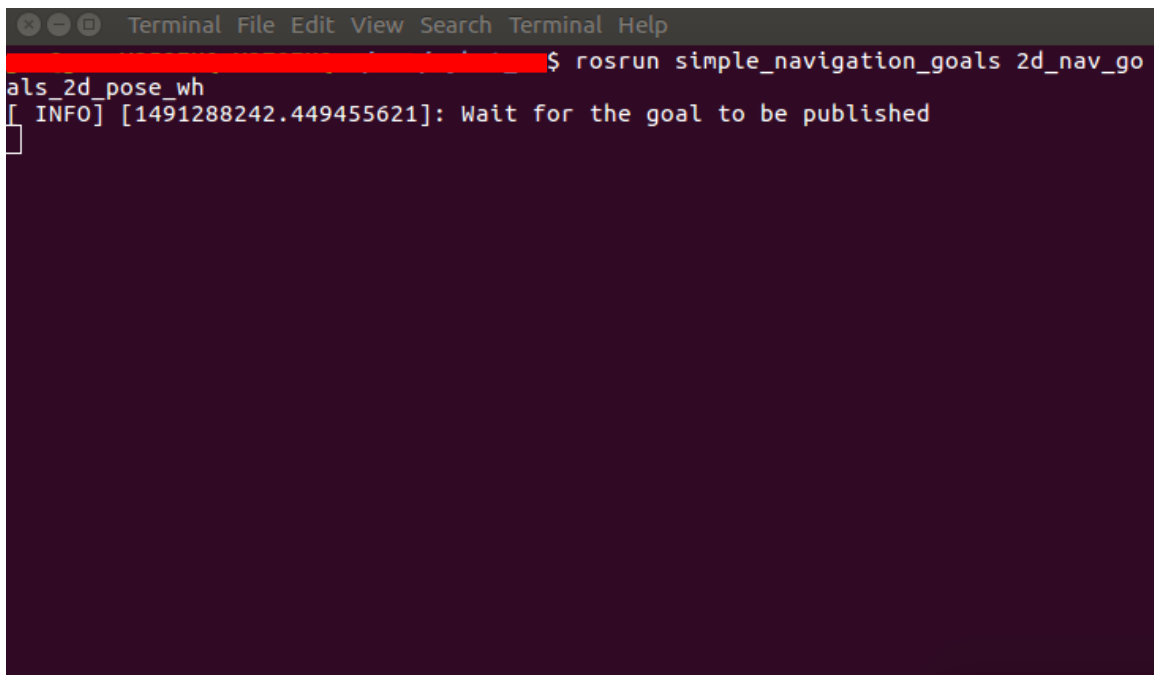 Terminal File Edit View Search Terminal Help
$ rosrun simple_navigation_goals 2d_nav_go
als_2d_pose_wh
[ INFO] [1491288242.449455621]: Wait for the goal to be published